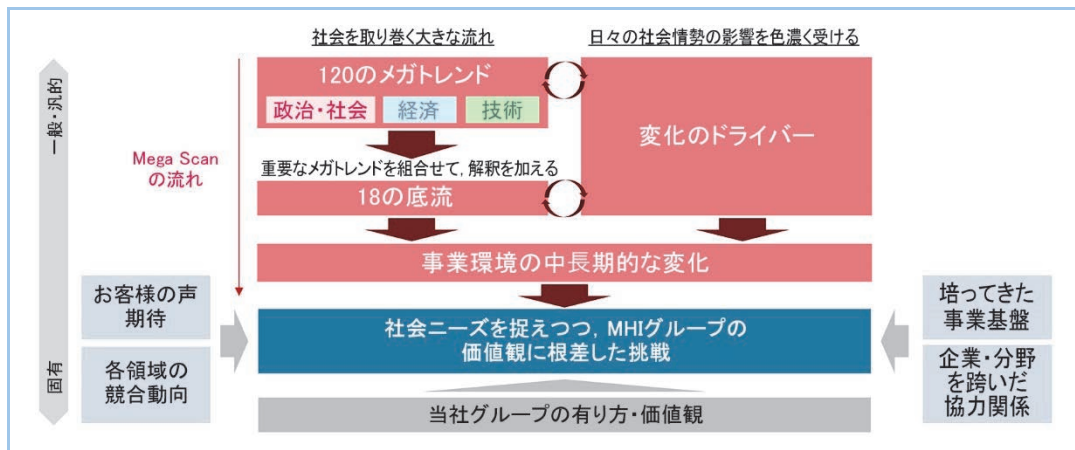 社会を取り巻く大きな流れ
日々の社会情勢の影響を色濃く受ける
一般・汎的
120のメガトレンド
政治・社会
経済
技術
変化のドライバー
Mega Scan
の流れ
重要なメガトレンドを組合せて, 解釈を加える
18の底流
事業環境の中長期的な変化
お客様の声
期待
社会ニーズを捉えつつ, MHIグループの
価値観に根差した挑戦
培ってきた
事業基盤
各領域の
競合動向
企業・分野
を跨いだ
協力関係
固有
当社グループの有り方・価値観